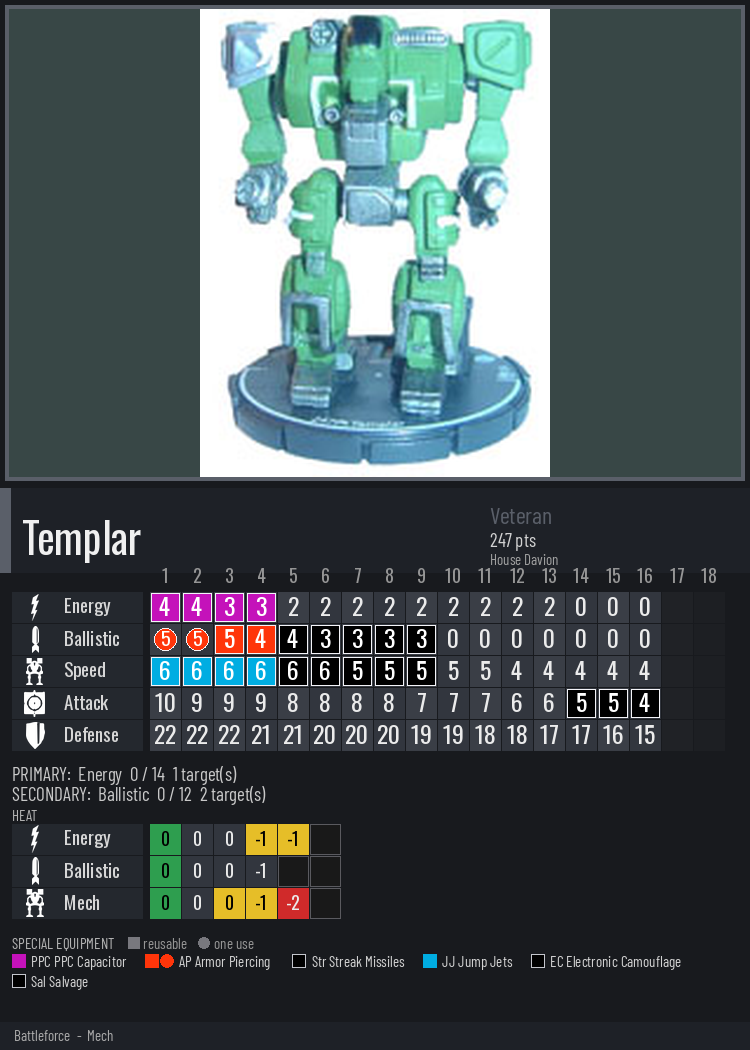 Templar
Veteran
247 pts
House Davion
1 2 3 4 5 6 7 8 9 10 11 12 13 14 15 16 17 18
Energy 4 4 3 3 2 2 2 2 2 2 2 2 2 0 0 0
Ballistic 5 5 5 4 4 3 3 3 3 0 0 0 0 0 0 0
Speed 6 6 6 6 6 6 5 5 5 5 5 4 4 4 4 4
Attack 10 9 9 9 8 8 8 8 7 7 7 6 6 5 5 4
Defense 22 22 22 21 21 20 20 20 19 19 18 18 17 17 16 15
PRIMARY: Energy 0 / 14 1 target(s)
SECONDARY: Ballistic 0 / 12 2 target(s)
HEAT
Energy 0 0 0 -1 -1
Ballistic 0 0 0 -1
Mech 0 0 0 -1 -2
SPECIAL EQUIPMENT reusable one use
PPC PPC Capacitor AP Armor Piercing Str Streak Missiles JJ Jump Jets EC Electronic Camouflage
Sal Salvage
Battleforce - Mech